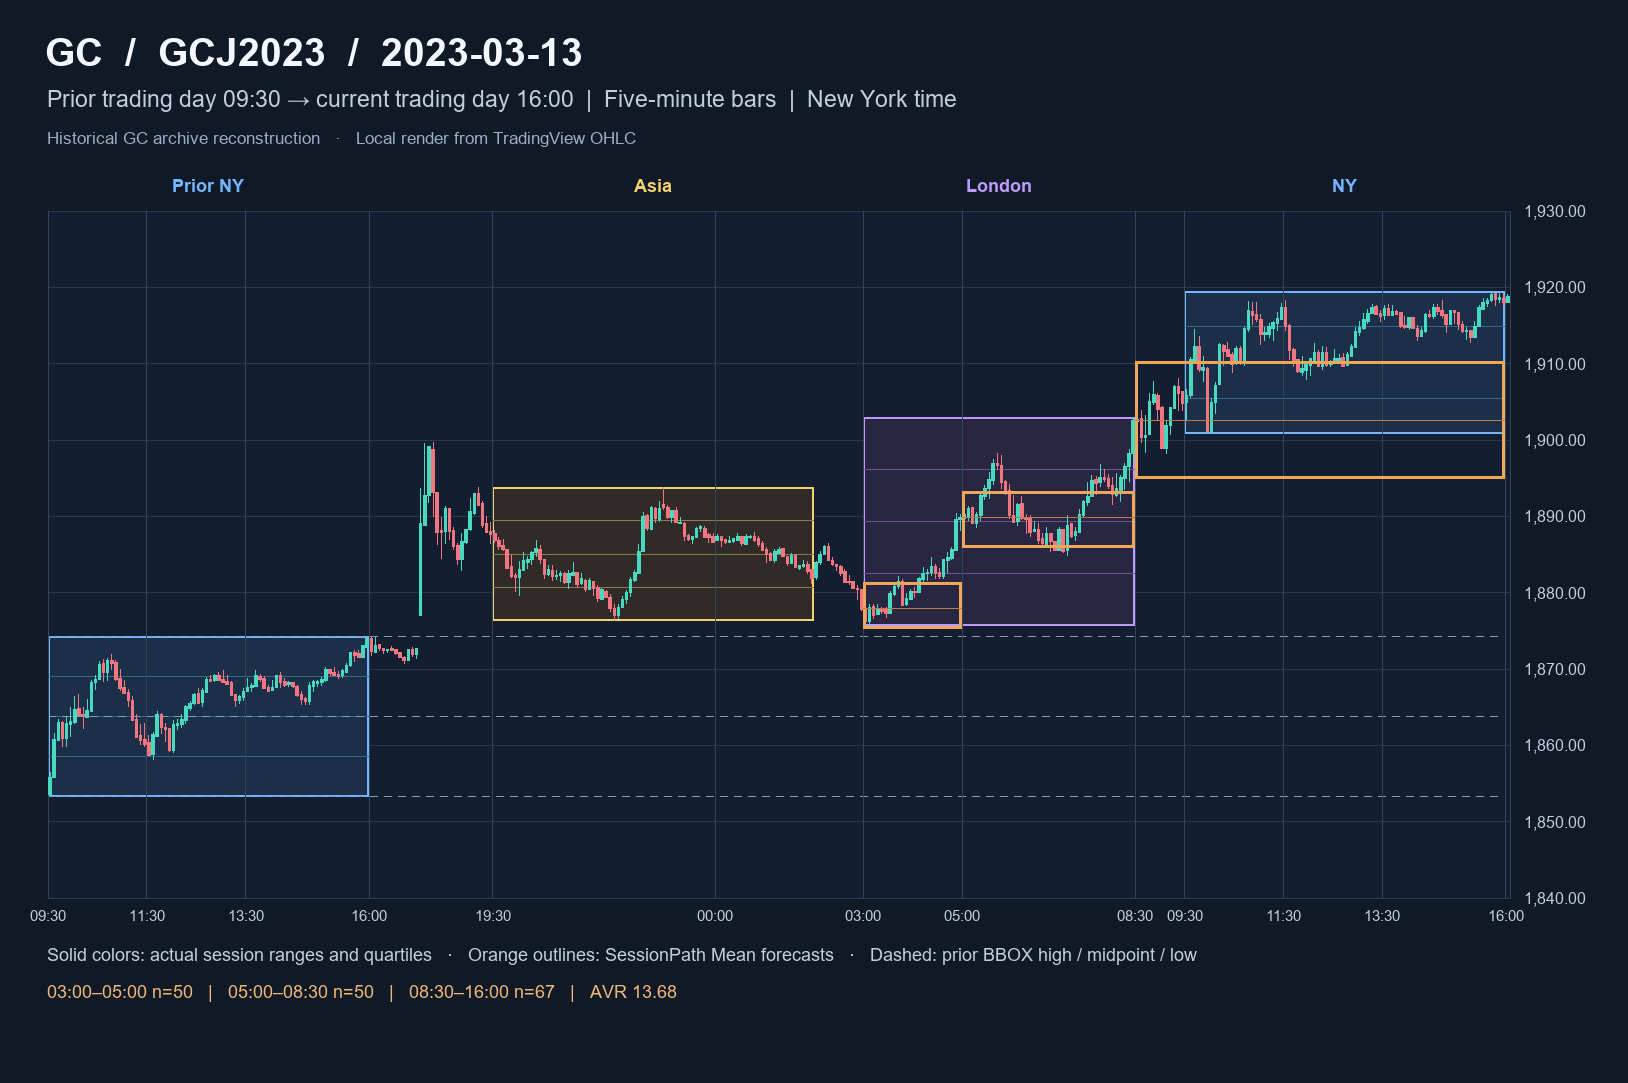 GC / GCJ2023 / 2023-03-13
Prior trading day 09:30 → current trading day 16:00 | Five-minute bars | New York time
Historical GC archive reconstruction · Local render from TradingView OHLC
Prior NY Asia London NY
1,930.00
1,920.00
1,910.00
1,900.00
1,890.00
1,880.00
1,870.00
1,860.00
1,850.00
1,840.00
09:30 11:30 13:30 16:00 19:30 00:00 03:00 05:00 08:30 09:30 11:30 13:30 16:00
Solid colors: actual session ranges and quartiles · Orange outlines: SessionPath Mean forecasts · Dashed: prior BBOX high / midpoint / low
03:00–05:00 n=50 | 05:00–08:30 n=50 | 08:30–16:00 n=67 | AVR 13.68